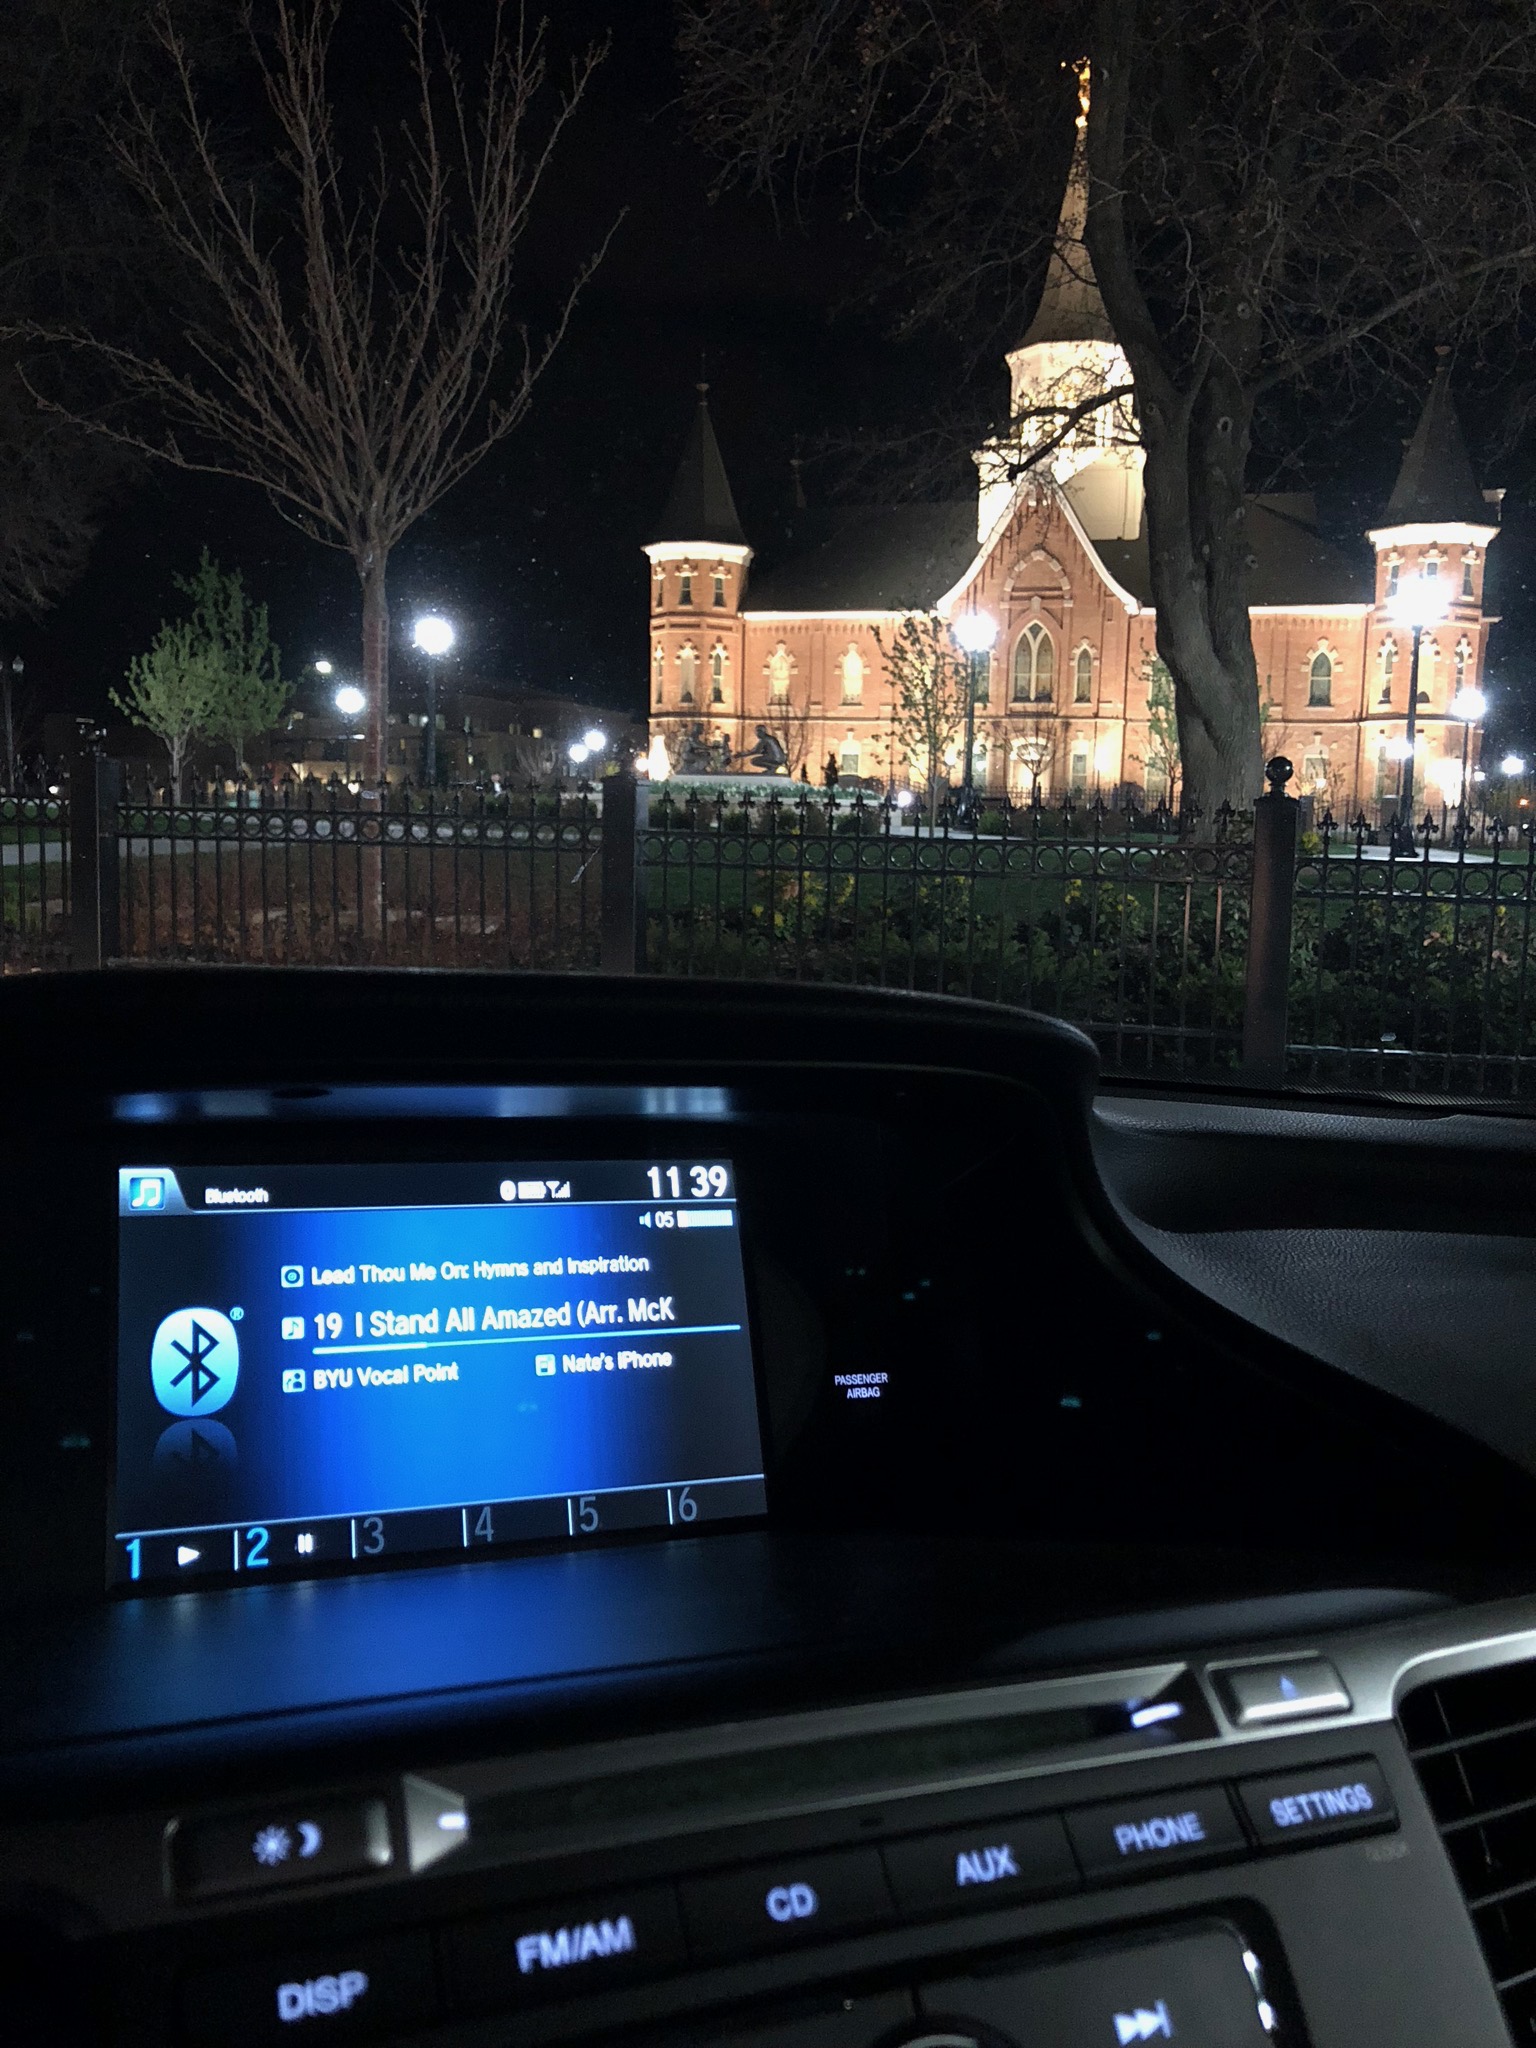 Bluetooth
11 39
05
Lead Thou Me On: Hymns and Inspiration
19 I Stand All Amazed (Arr. McK
BYU Vocal Point
Nate's iPhone
1
2
3
4
5
6
PASSENGER
AIRBAG
SETTINGS
PHONE
AUX
CD
FM/AM
DISP